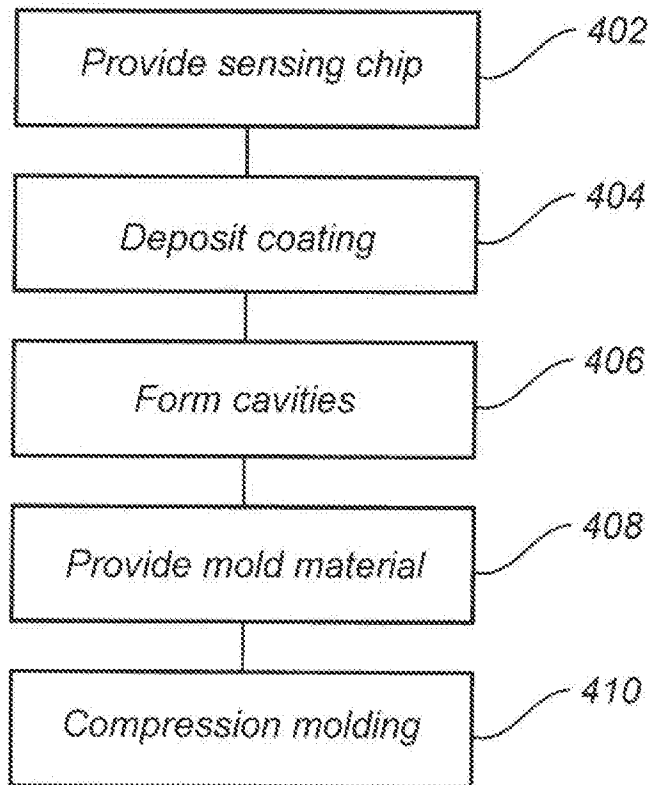 Provide sensing chip
402
Deposit coating
404
Form cavities
406
Provide mold material
408
Compression molding
410